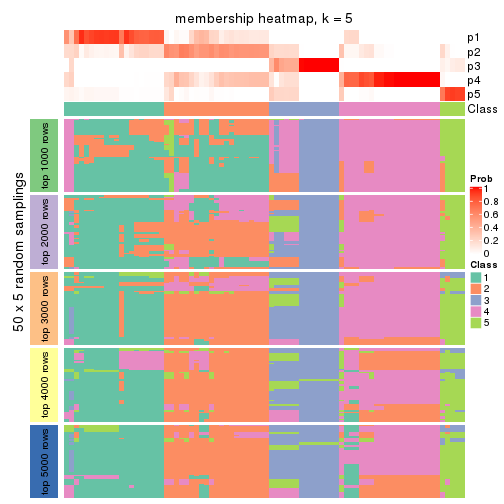 membership heatmap, k = 5
p1
p2
p3
p4
p5
Class
50 x 5 random samplings
top 1000 rows
top 2000 rows
top 3000 rows
top 4000 rows
top 5000 rows
Prob
1
0.8
0.6
0.4
0.2
0
Class
1
2
3
4
5